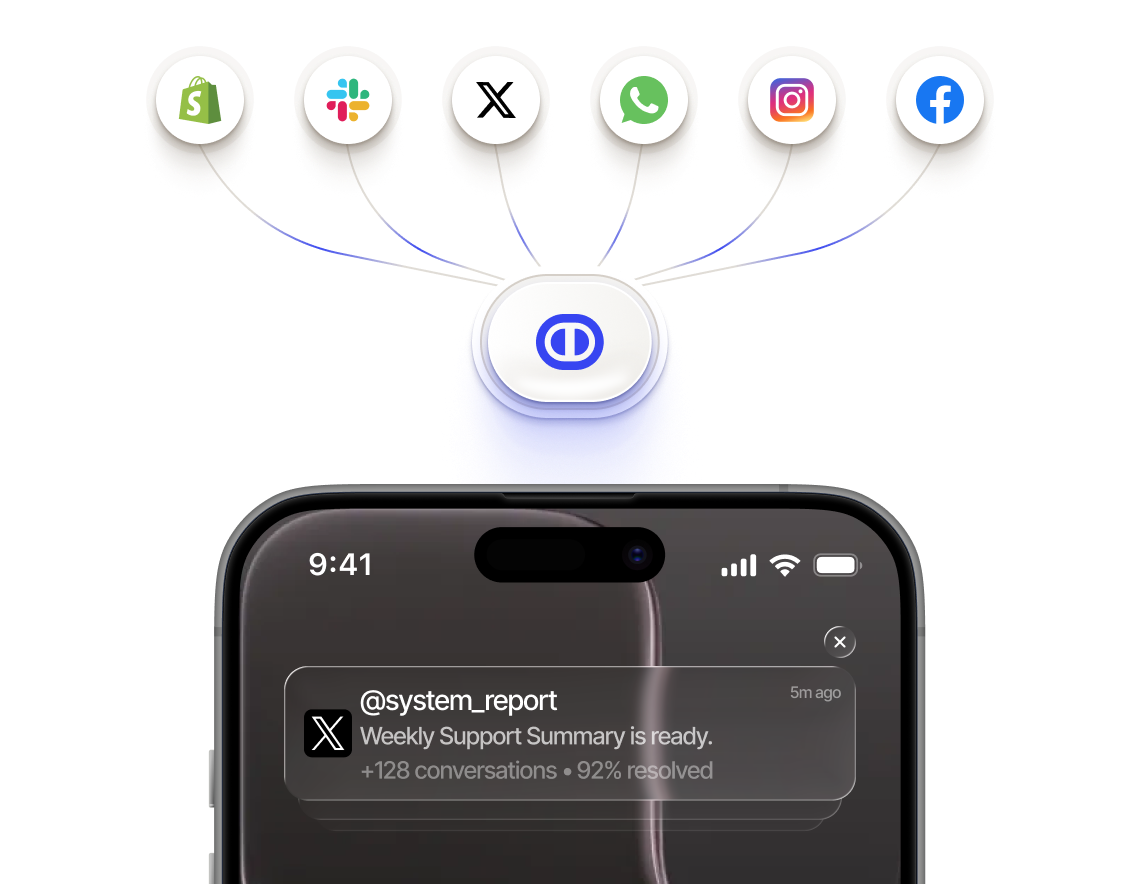 9:41
5m ago
@system_report
Weekly Support Summary is ready.
+128 conversations • 92% resolved